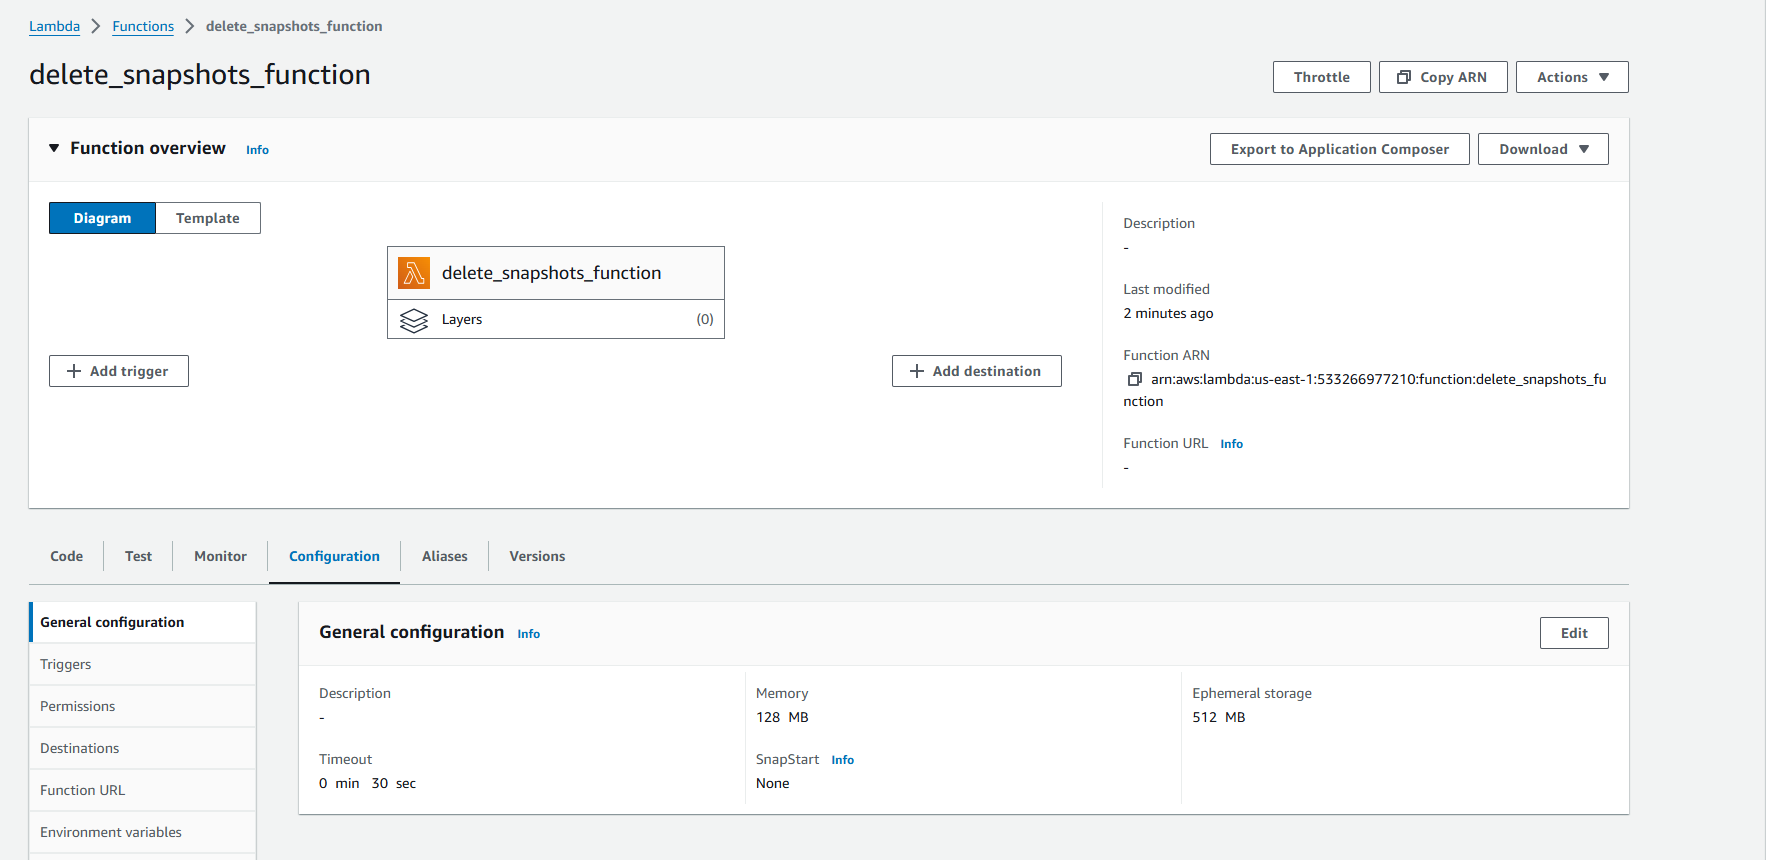 Lambda > Functions > delete_snapshots_function
delete_snapshots_function
Throttle
Copy ARN
Actions
Function overview Info
Export to Application Composer
Download
Diagram
Template
delete_snapshots_function
Layers (0)
+ Add trigger
+ Add destination
Description
-
Last modified
2 minutes ago
Function ARN
arn:aws:lambda:us-east-1:533266977210:function:delete_snapshots_fu
nction
Function URL Info
-
Code
Test
Monitor
Configuration
Aliases
Versions
General configuration
Triggers
Permissions
Destinations
Function URL
Environment variables
General configuration Info
Edit
Description
-
Memory
128 MB
Ephemeral storage
512 MB
Timeout
0 min 30 sec
SnapStart Info
None